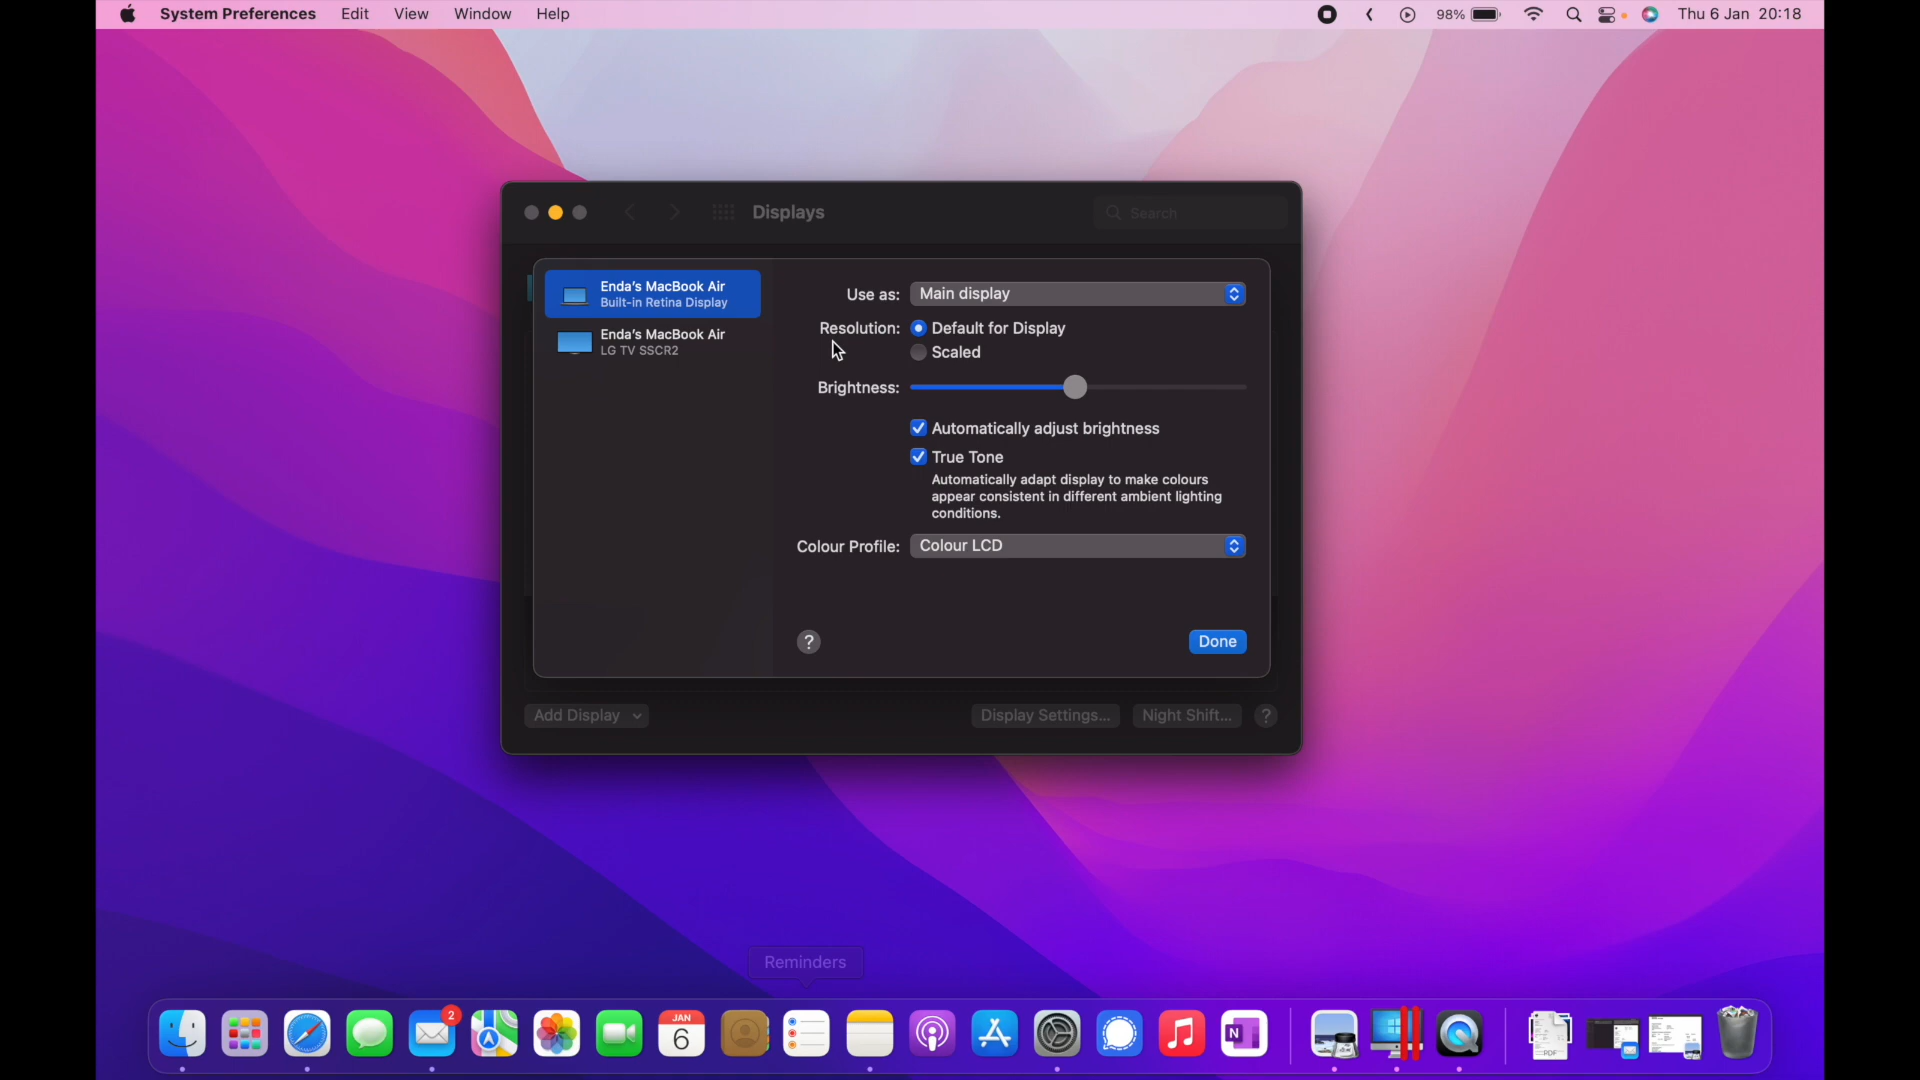 System Preferences Edit View Window Help 98% Thu 6 Jan 20:18
Displays Search
Enda's MacBook Air
Built-in Retina Display
Enda's MacBook Air
LG TV SSCR2
Use as: Main display
Resolution: Default for Display
Scaled
Brightness:
Automatically adjust brightness
True Tone
Automatically adapt display to make colours
appear consistent in different ambient lighting
conditions.
Colour Profile: Colour LCD
? Done
Add Display Display Settings... Night Shift... ?
Reminders
2
JAN
6
N
PDF